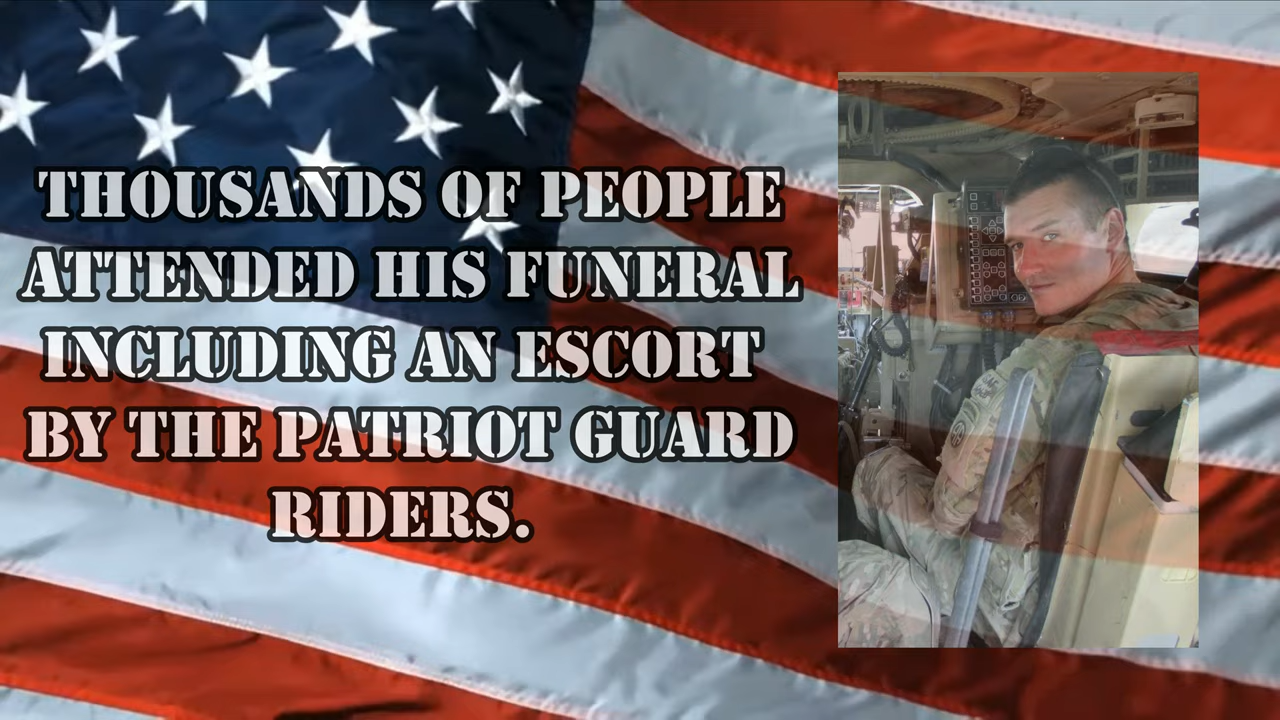 THOUSANDS OF PEOPLE
ATTENDED HIS FUNERAL
INCLUDING AN ESCORT
BY THE PATRIOT GUARD
RIDERS.